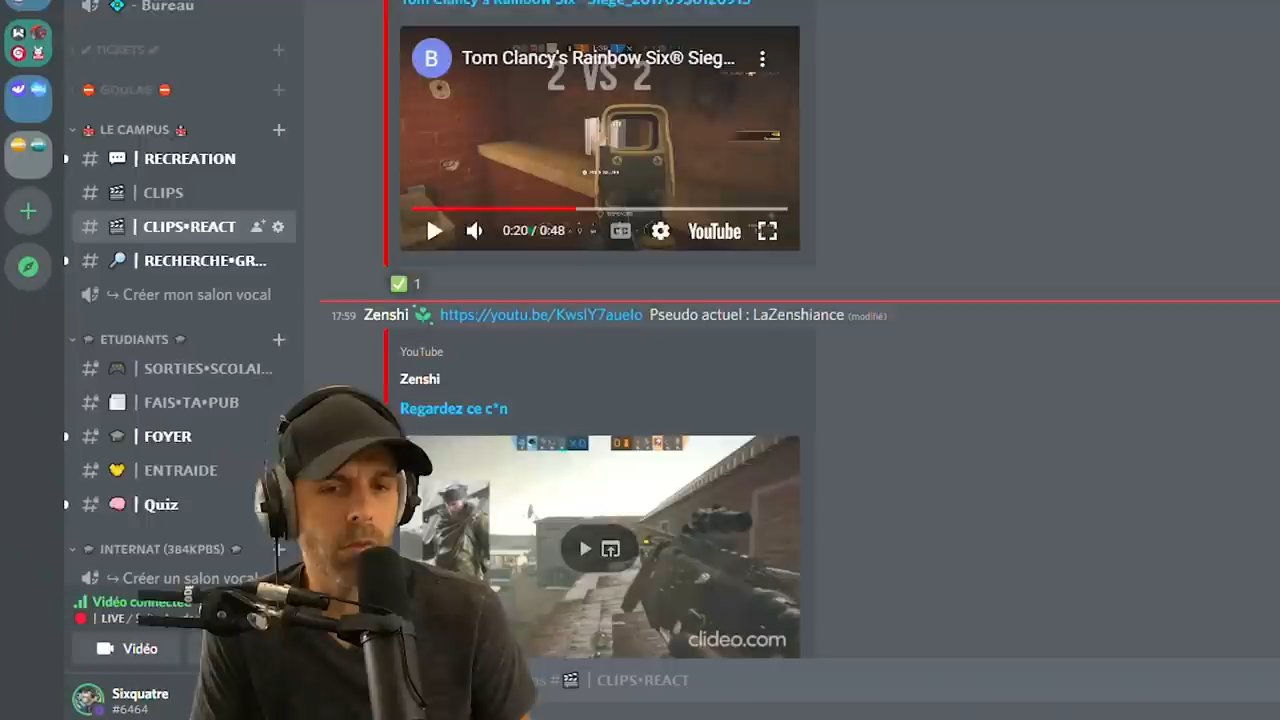 - Bureau
TICKETS
GOULAG
LE CAMPUS
# | RECREATION
# CLIPS
# | CLIPS•REACT
# | RECHERCHE•GR...
Créer mon salon vocal
ETUDIANTS
# | SORTIES•SCOLAI...
# | FAIS•TA•PUB
# | FOYER
# | ENTRAIDE
# | Quiz
INTERNAT (384KPBS)
Créer un salon vocal
Vidéo connectée
| LIVE /
Vidéo
Sixquatre
#6464
B Tom Clancy's Rainbow Six® Sieg...
2 VS 2
0:20 / 0:48
YouTube
1
17:59 Zenshi https://youtu.be/KwslY7auelo Pseudo actuel : LaZenshiance (modifié)
YouTube
Zenshi
Regardez ce c*n
clideo.com
# | CLIPS•REACT